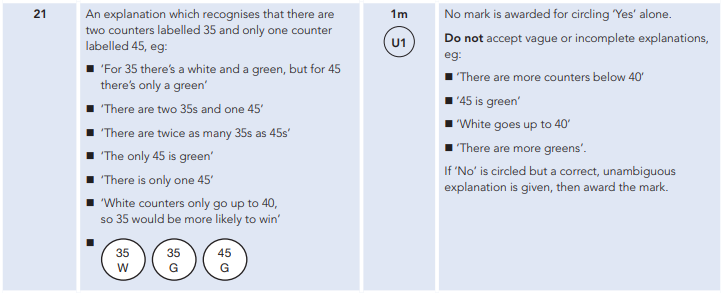 21
An explanation which recognises that there are
two counters labelled 35 and only one counter
labelled 45, eg:
■ ‘For 35 there’s a white and a green, but for 45
there’s only a green’
■ ‘There are two 35s and one 45’
■ ‘There are twice as many 35s as 45s’
■ ‘The only 45 is green’
■ ‘There is only one 45’
■ ‘White counters only go up to 40,
so 35 would be more likely to win’
■
35 35 45
W G G
1m
U1
No mark is awarded for circling ‘Yes’ alone.
Do not accept vague or incomplete explanations,
eg:
■ ‘There are more counters below 40’
■ ‘45 is green’
■ ‘White goes up to 40’
■ ‘There are more greens’.
If ‘No’ is circled but a correct, unambiguous
explanation is given, then award the mark.